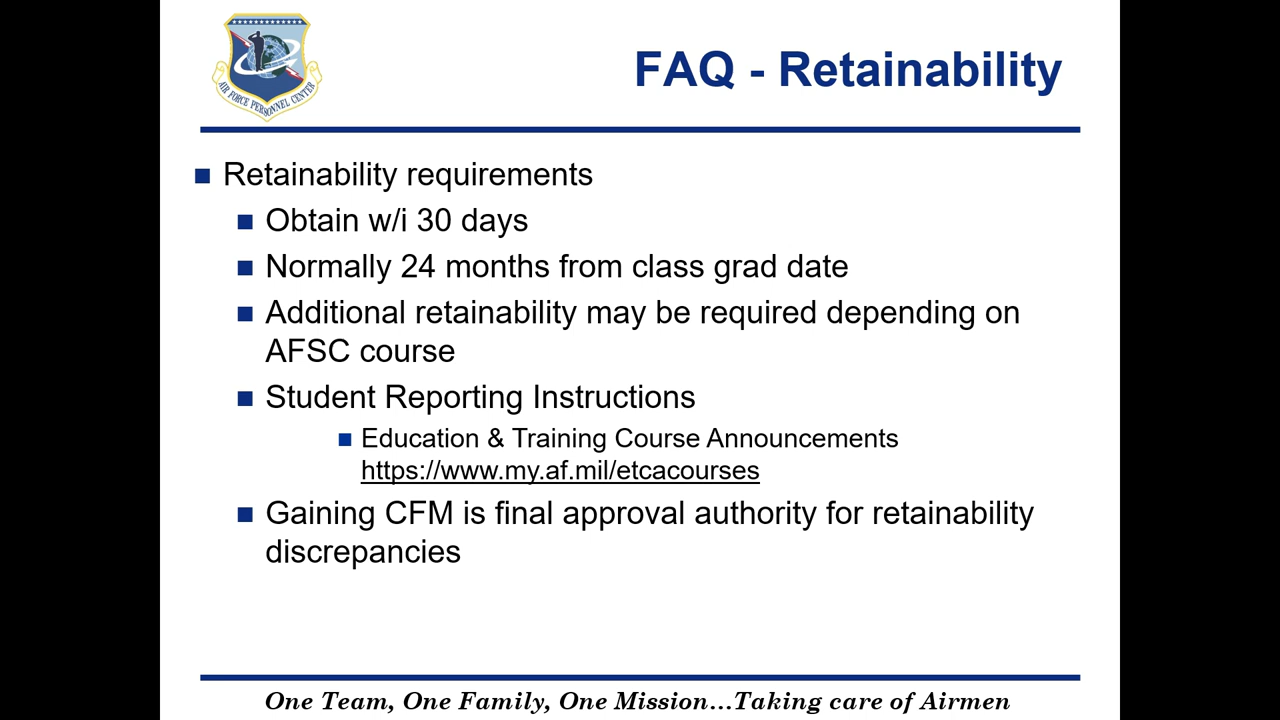 AIR FORCE PERSONNEL CENTER
FAQ - Retainability
Retainability requirements
Obtain w/i 30 days
Normally 24 months from class grad date
Additional retainability may be required depending on
AFSC course
Student Reporting Instructions
Education & Training Course Announcements
https://www.my.af.mil/etcacourses
Gaining CFM is final approval authority for retainability
discrepancies
One Team, One Family, One Mission…Taking care of Airmen